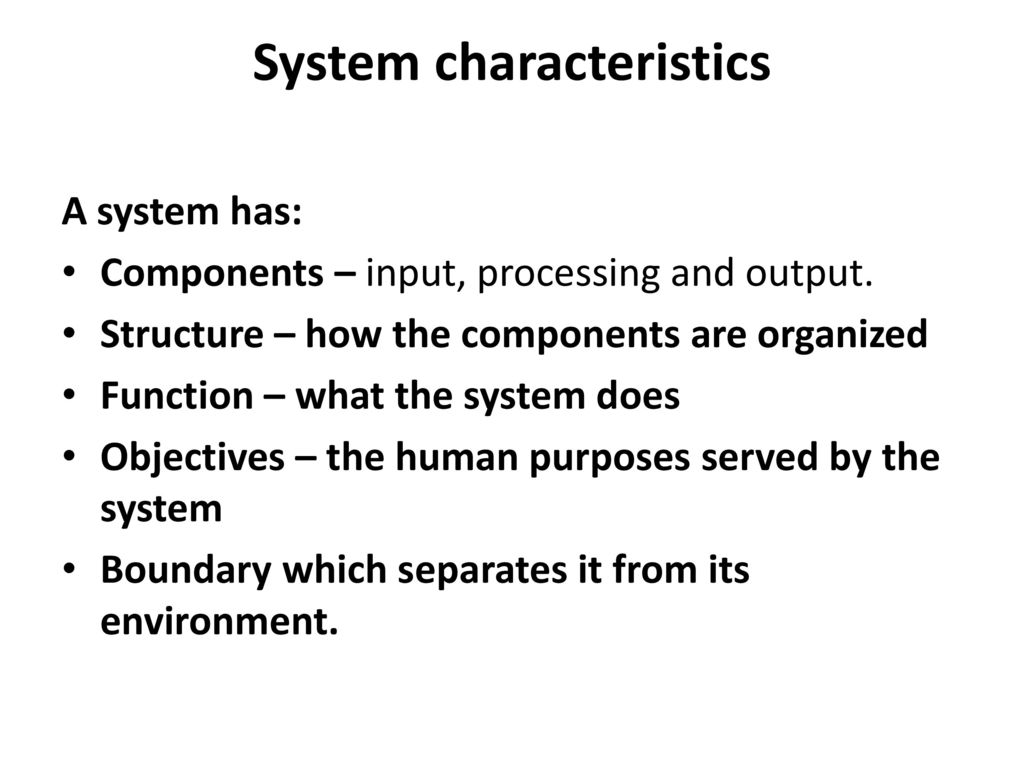 System characteristics
A system has:
• Components – input, processing and output.
• Structure – how the components are organized
• Function – what the system does
• Objectives – the human purposes served by the
system
• Boundary which separates it from its
environment.